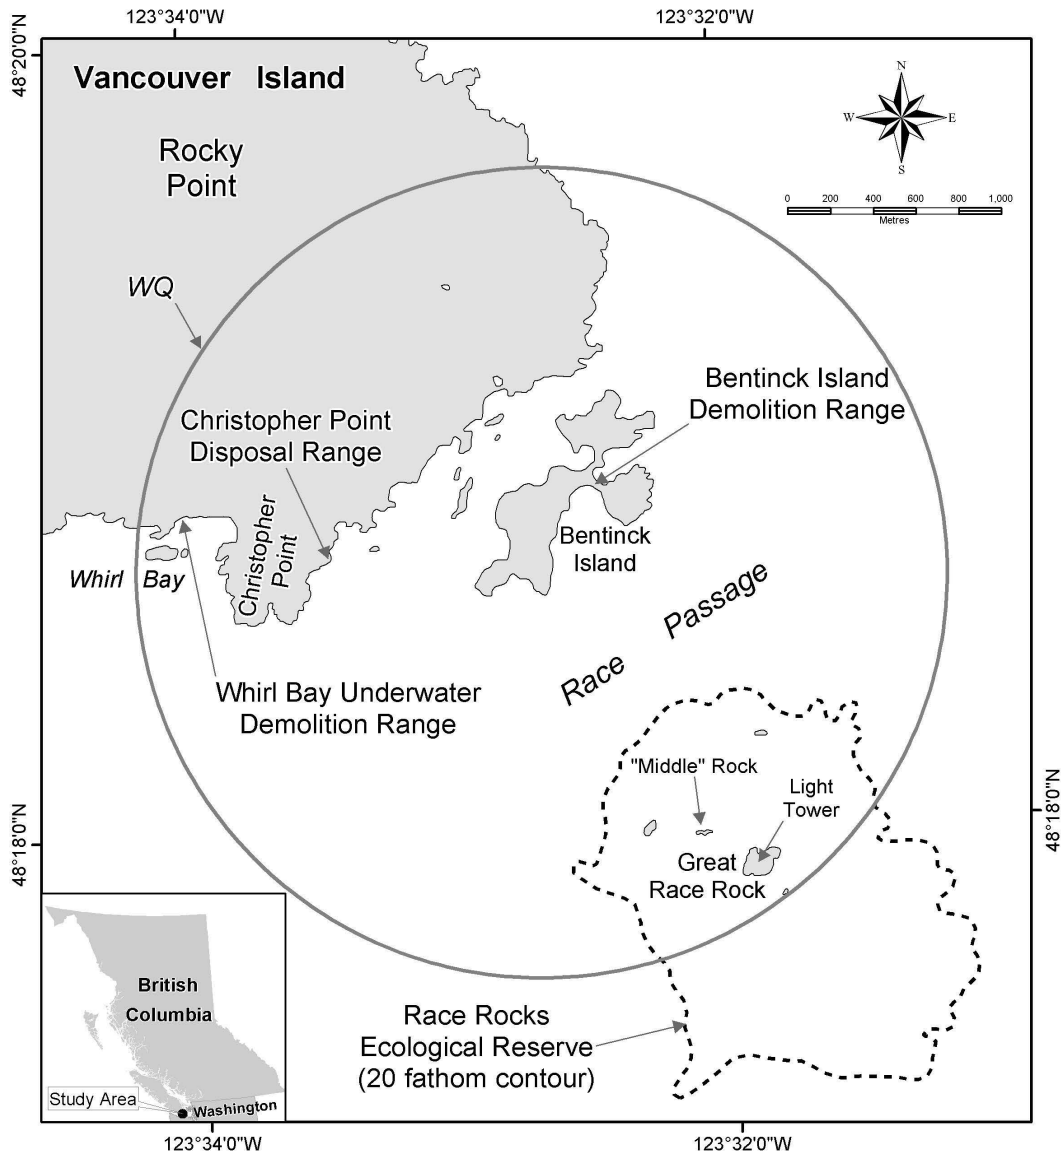 123°34'0"W
123°32'0"W
48°20'0"N
Vancouver Island
Rocky
Point
N
W
E
S
0 200 400 600 800 1,000
Metres
WQ
Bentinck Island
Demolition Range
Christopher Point
Disposal Range
Christopher
Point
Bentinck
Island
Whirl Bay
Race Passage
Whirl Bay Underwater
Demolition Range
"Middle" Rock
Light
Tower
Great
Race Rock
48°18'0"N
48°18'0"N
British
Columbia
Study Area
Washington
Race Rocks
Ecological Reserve
(20 fathom contour)
123°34'0"W
123°32'0"W